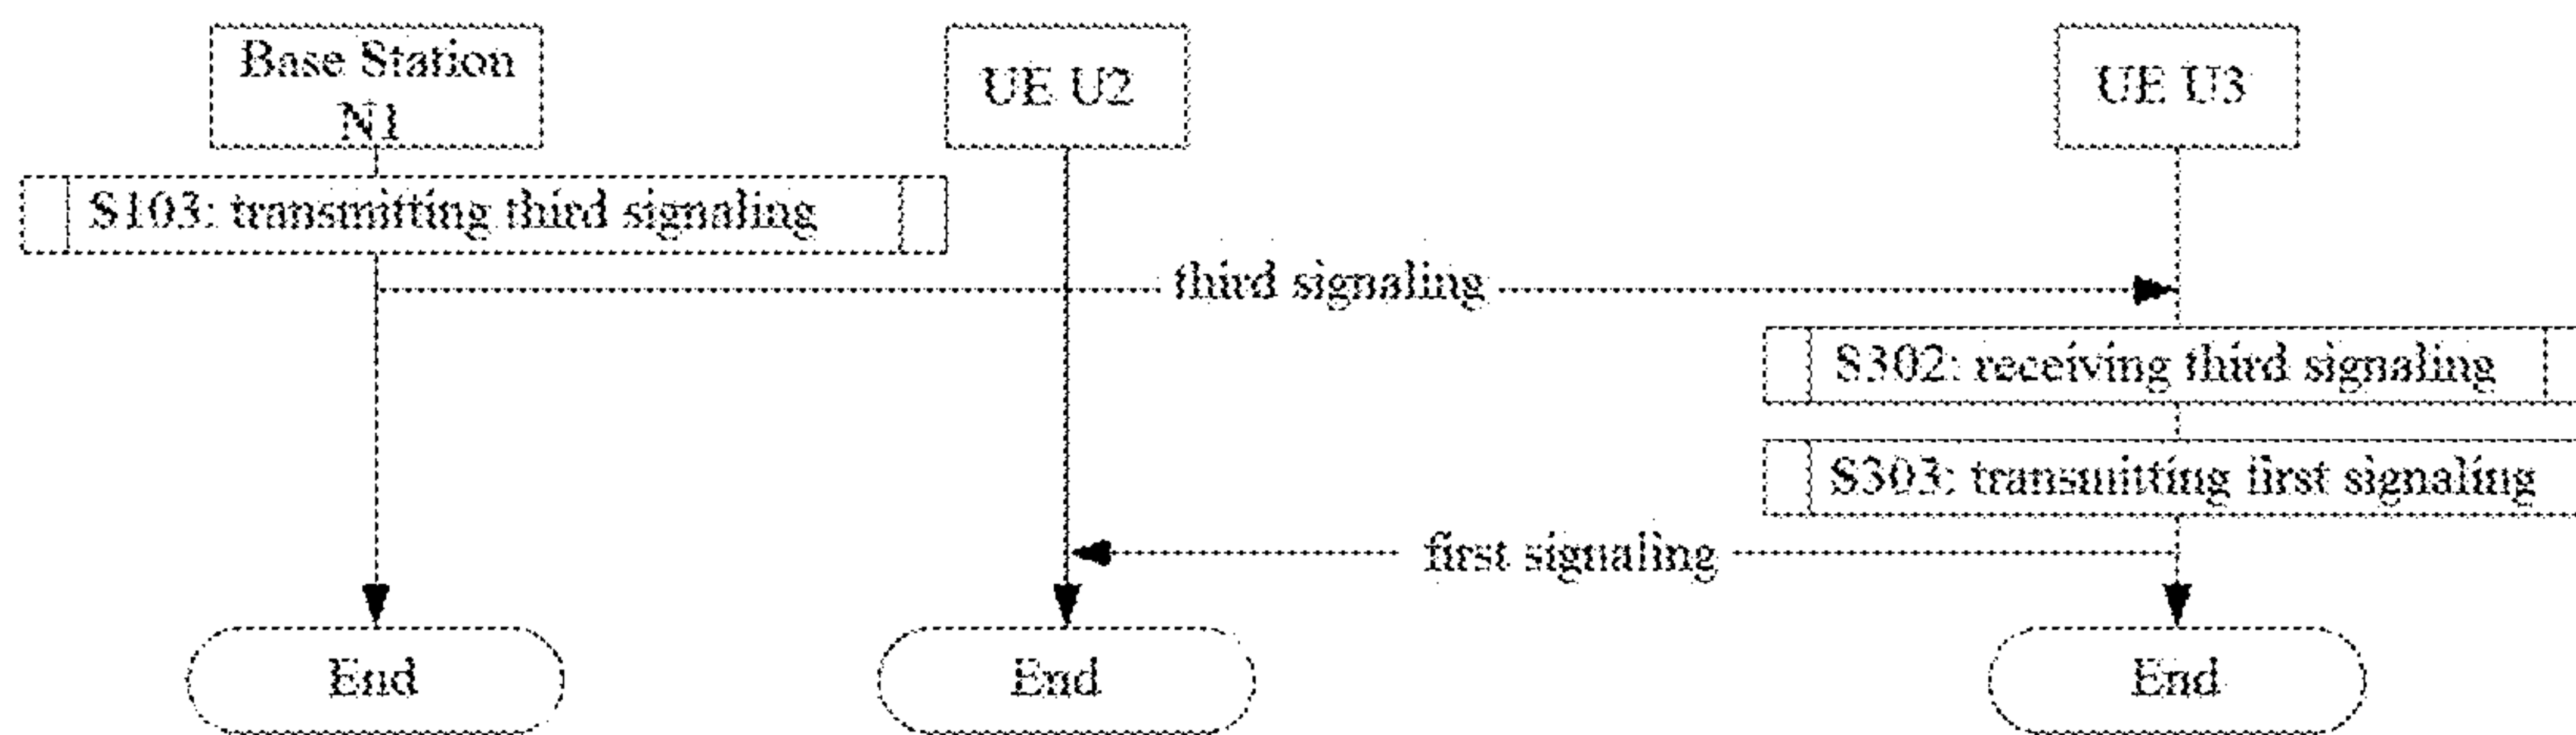 Base Station
N1
UE U2
UE U3
S103: transmitting third signaling
third signaling
S302: receiving third signaling
S303: transmitting first signaling
first signaling
End
End
End